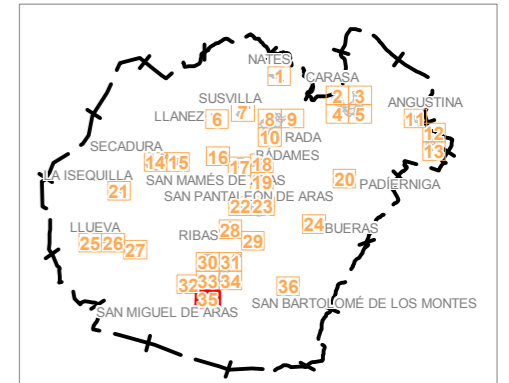 NATES
1
CARASA
2 3
SUSVILLA
ANGUSTINA
4 5
7
LLANEZ
6
8 9
11
10
RADA
12
SECADURA
13
BÁDAMES
14 15
16
17 18
LA ISEQUILLA
SAN MAMÉS DE ARAS
19
20
PADÍERNIGA
21
SAN PANTALEÓN DE ARAS
22 23
LLUEVA
24
BUERAS
RIBAS
28
25 26
27
29
30 31
32 33 34
36
35
SAN BARTOLOMÉ DE LOS MONTES
SAN MIGUEL DE ARAS